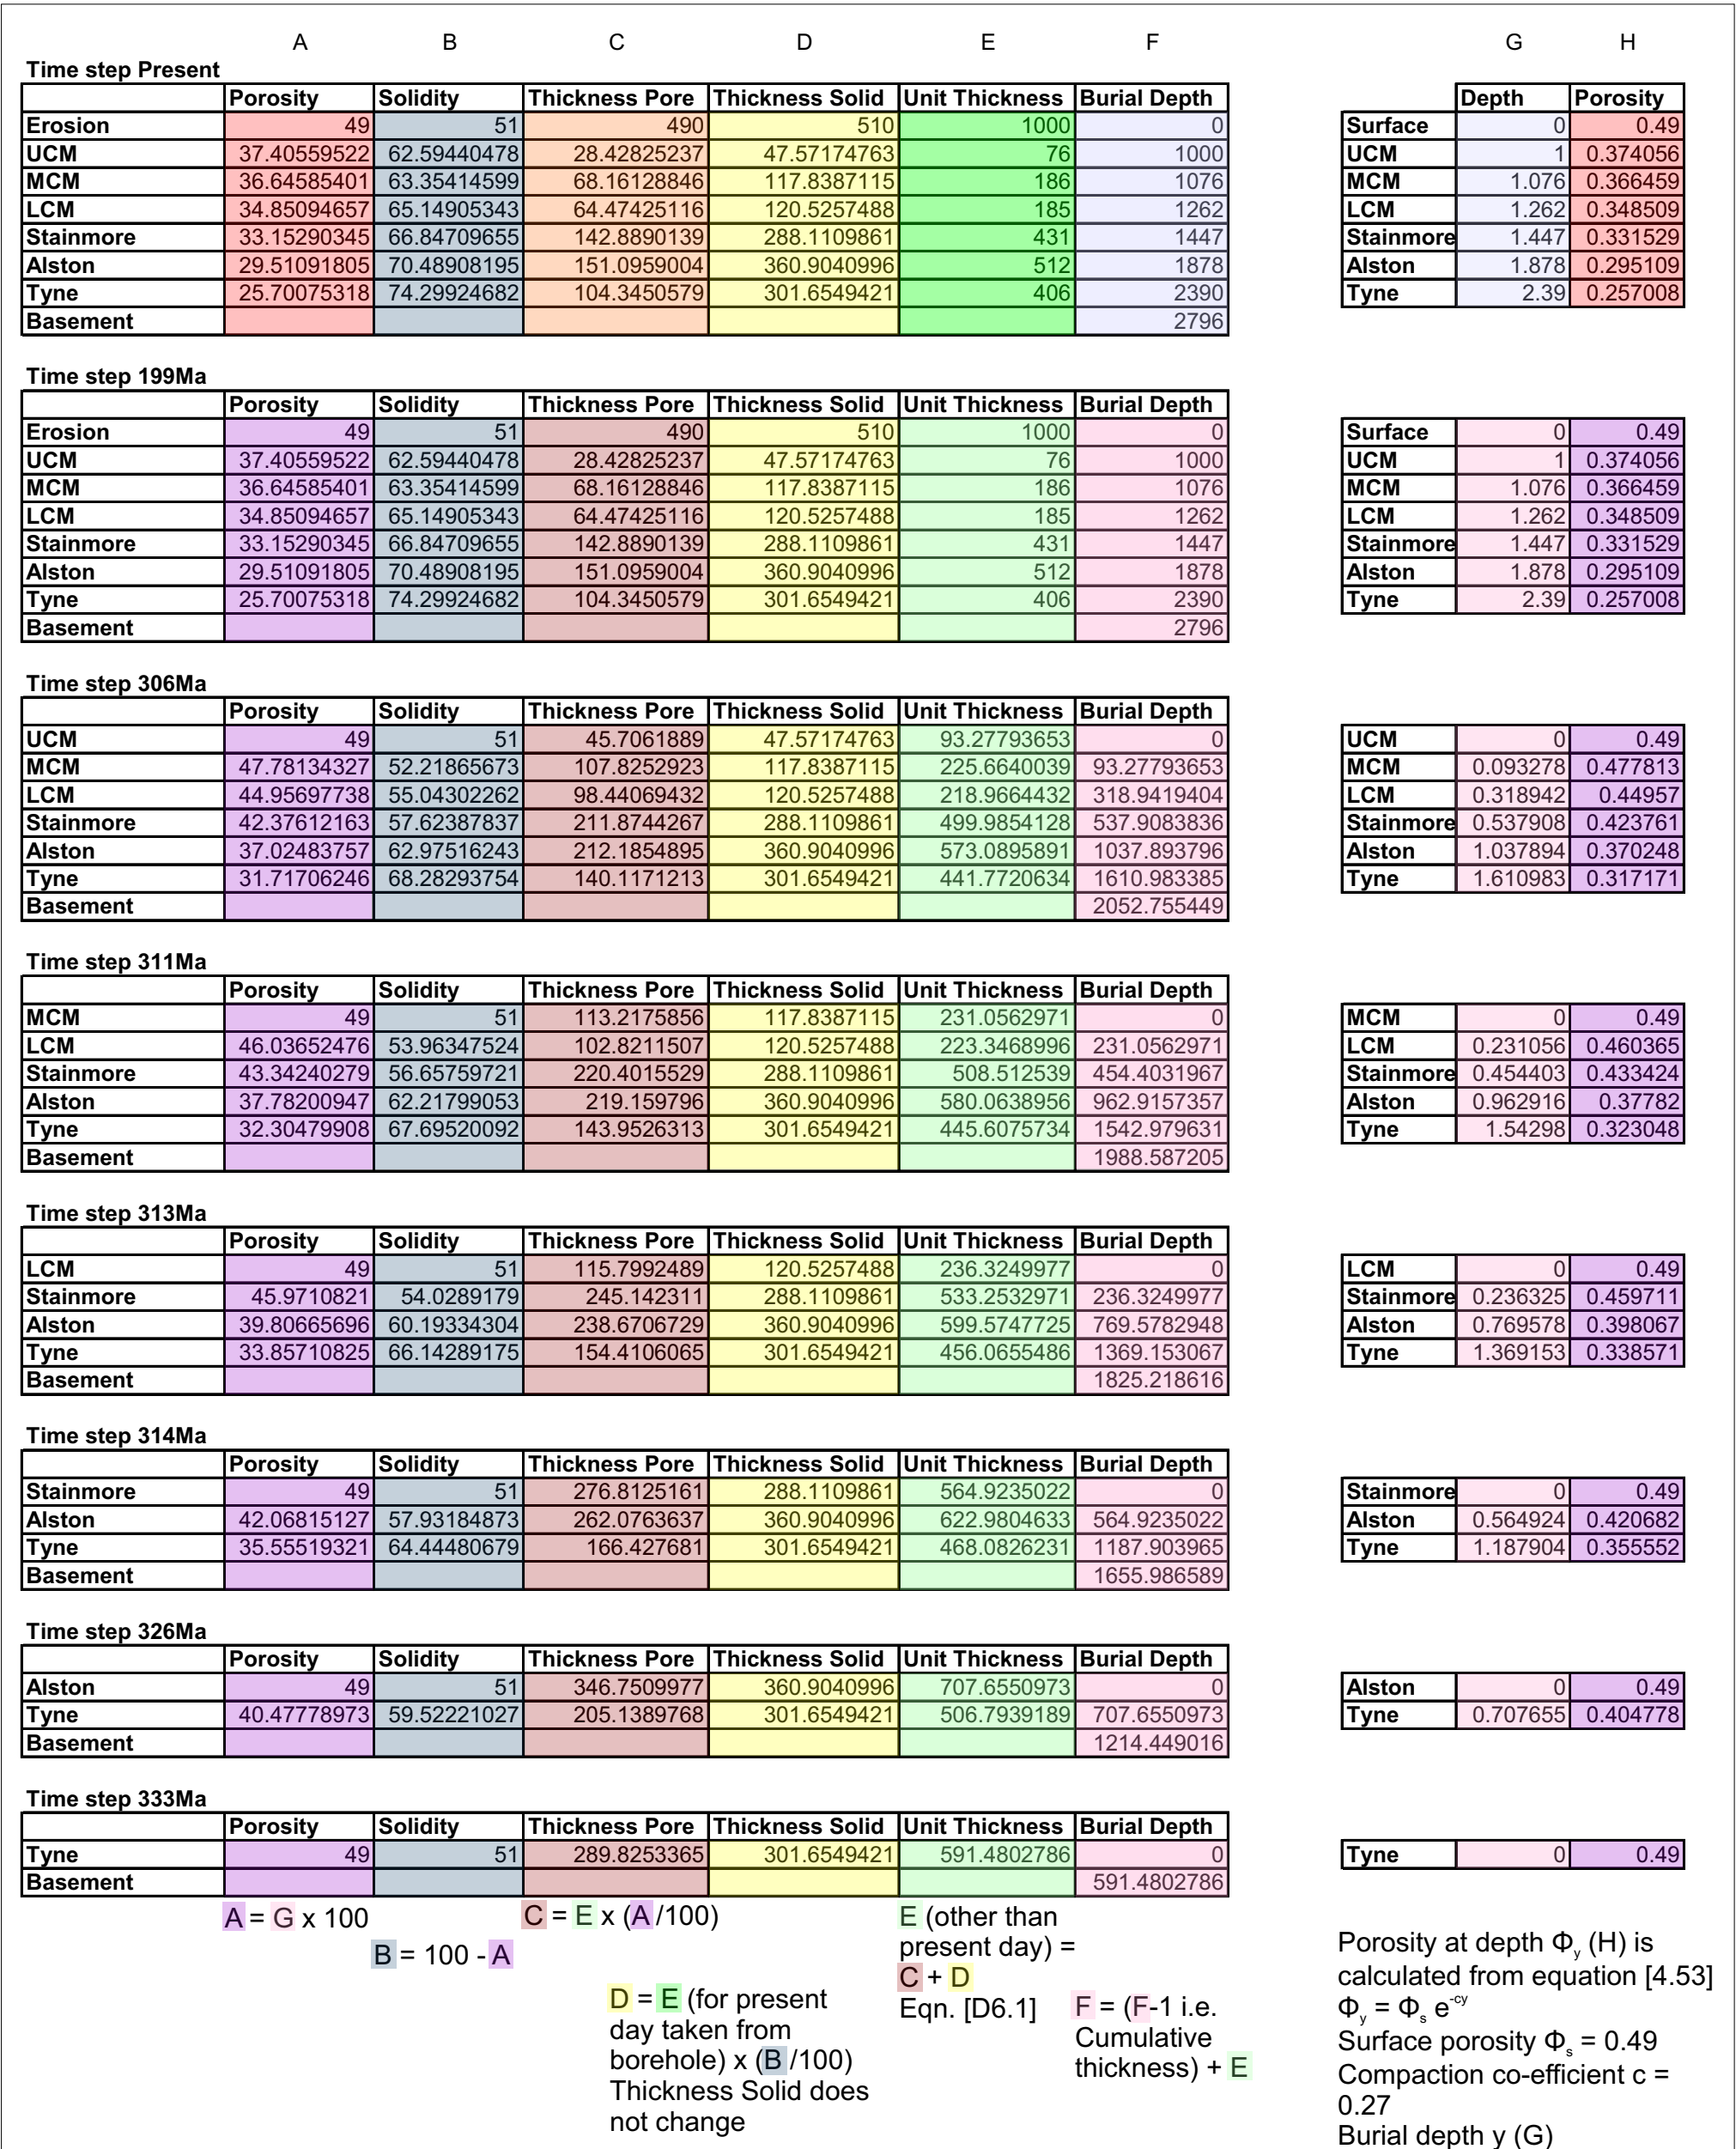 A B C D E F G H
Time step Present
Porosity Solidity Thickness Pore Thickness Solid Unit Thickness Burial Depth Depth Porosity
Erosion 49 51 490 510 1000 0 Surface 0 0.49
UCM 37.40559522 62.59440478 28.42825237 47.57174763 76 1000 UCM 1 0.374056
MCM 36.64585401 63.35414599 68.16128846 117.8387115 186 1076 MCM 1.076 0.366459
LCM 34.85094657 65.14905343 64.47425116 120.5257488 185 1262 LCM 1.262 0.348509
Stainmore 33.15290345 66.84709655 142.8890139 288.1109861 431 1447 Stainmore 1.447 0.331529
Alston 29.51091805 70.48908195 151.0959004 360.9040996 512 1878 Alston 1.878 0.295109
Tyne 25.70075318 74.29924682 104.3450579 301.6549421 406 2390 Tyne 2.39 0.257008
Basement 2796
Time step 199Ma
Porosity Solidity Thickness Pore Thickness Solid Unit Thickness Burial Depth
Erosion 49 51 490 510 1000 0 Surface 0 0.49
UCM 37.40559522 62.59440478 28.42825237 47.57174763 76 1000 UCM 1 0.374056
MCM 36.64585401 63.35414599 68.16128846 117.8387115 186 1076 MCM 1.076 0.366459
LCM 34.85094657 65.14905343 64.47425116 120.5257488 185 1262 LCM 1.262 0.348509
Stainmore 33.15290345 66.84709655 142.8890139 288.1109861 431 1447 Stainmore 1.447 0.331529
Alston 29.51091805 70.48908195 151.0959004 360.9040996 512 1878 Alston 1.878 0.295109
Tyne 25.70075318 74.29924682 104.3450579 301.6549421 406 2390 Tyne 2.39 0.257008
Basement 2796
Time step 306Ma
Porosity Solidity Thickness Pore Thickness Solid Unit Thickness Burial Depth
UCM 49 51 45.7061889 47.57174763 93.27793653 0 UCM 0 0.49
MCM 47.78134327 52.21865673 107.8252923 117.8387115 225.6640039 93.27793653 MCM 0.093278 0.477813
LCM 44.95697738 55.04302262 98.44069432 120.5257488 218.9664432 318.9419404 LCM 0.318942 0.44957
Stainmore 42.37612163 57.62387837 211.8744267 288.1109861 499.9854128 537.9083836 Stainmore 0.537908 0.423761
Alston 37.02483757 62.97516243 212.1854895 360.9040996 573.0895891 1037.893796 Alston 1.037894 0.370248
Tyne 31.71706246 68.28293754 140.1171213 301.6549421 441.7720634 1610.983385 Tyne 1.610983 0.317171
Basement 2052.755449
Time step 311Ma
Porosity Solidity Thickness Pore Thickness Solid Unit Thickness Burial Depth
MCM 49 51 113.2175856 117.8387115 231.0562971 0 MCM 0 0.49
LCM 46.03652476 53.96347524 102.8211507 120.5257488 223.3468996 231.0562971 LCM 0.231056 0.460365
Stainmore 43.34240279 56.65759721 220.4015529 288.1109861 508.512539 454.4031967 Stainmore 0.454403 0.433424
Alston 37.78200947 62.21799053 219.159796 360.9040996 580.0638956 962.9157357 Alston 0.962916 0.37782
Tyne 32.30479908 67.69520092 143.9526313 301.6549421 445.6075734 1542.979631 Tyne 1.54298 0.323048
Basement 1988.587205
Time step 313Ma
Porosity Solidity Thickness Pore Thickness Solid Unit Thickness Burial Depth
LCM 49 51 115.7992489 120.5257488 236.3249977 0 LCM 0 0.49
Stainmore 45.9710821 54.0289179 245.142311 288.1109861 533.2532971 236.3249977 Stainmore 0.236325 0.459711
Alston 39.80665696 60.19334304 238.6706729 360.9040996 599.5747725 769.5782948 Alston 0.769578 0.398067
Tyne 33.85710825 66.14289175 154.4106065 301.6549421 456.0655486 1369.153067 Tyne 1.369153 0.338571
Basement 1825.218616
Time step 314Ma
Porosity Solidity Thickness Pore Thickness Solid Unit Thickness Burial Depth
Stainmore 49 51 276.8125161 288.1109861 564.9235022 0 Stainmore 0 0.49
Alston 42.06815127 57.93184873 262.0763637 360.9040996 622.9804633 564.9235022 Alston 0.564924 0.420682
Tyne 35.55519321 64.44480679 166.427681 301.6549421 468.0826231 1187.903965 Tyne 1.187904 0.355552
Basement 1655.986589
Time step 326Ma
Porosity Solidity Thickness Pore Thickness Solid Unit Thickness Burial Depth
Alston 49 51 346.7509977 360.9040996 707.6550973 0 Alston 0 0.49
Tyne 40.47778973 59.52221027 205.1389768 301.6549421 506.7939189 707.6550973 Tyne 0.707655 0.404778
Basement 1214.449016
Time step 333Ma
Porosity Solidity Thickness Pore Thickness Solid Unit Thickness Burial Depth
Tyne 49 51 289.8253365 301.6549421 591.4802786 0 Tyne 0 0.49
Basement 591.4802786
A = G x 100
B = 100 - A
C = E x (A /100)
D = E (for present
day taken from
borehole) x (B /100)
Thickness Solid does
not change
E (other than
present day) =
C + D
Eqn. [D6.1]
F = (F-1 i.e.
Cumulative
thickness) + E
Porosity at depth Φy (H) is
calculated from equation [4.53]
Φy = Φs e-cy
Surface porosity Φs = 0.49
Compaction co-efficient c =
0.27
Burial depth y (G)